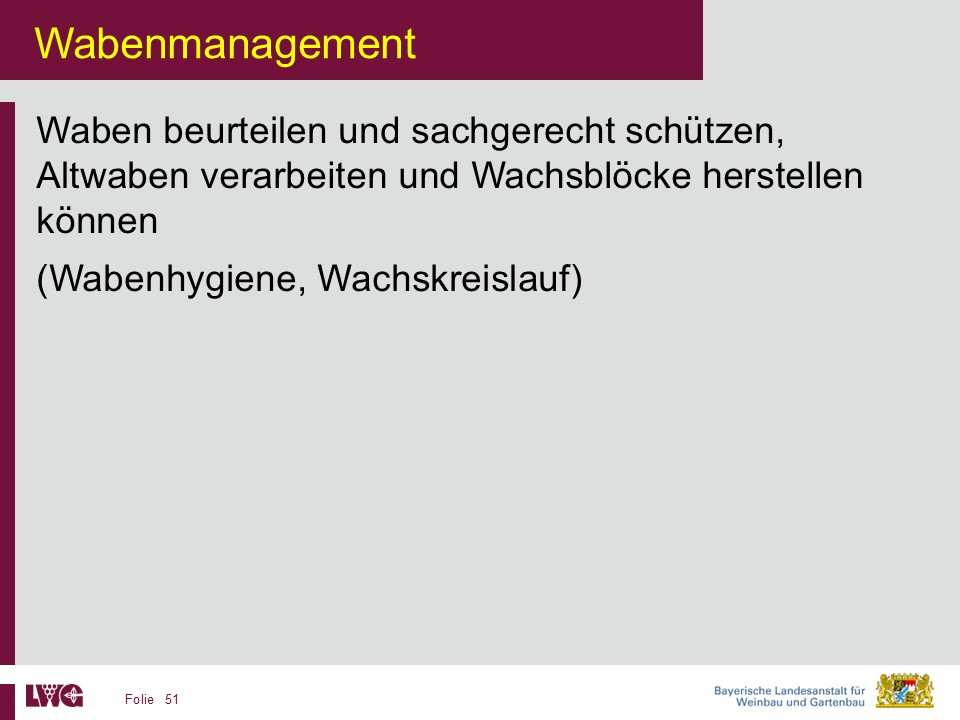 Wabenmanagement
Waben beurteilen und sachgerecht schützen,
Altwaben verarbeiten und Wachsblöcke herstellen
können
(Wabenhygiene, Wachskreislauf)
LWG
Folie 51
Bayerische Landesanstalt für
Weinbau und Gartenbau